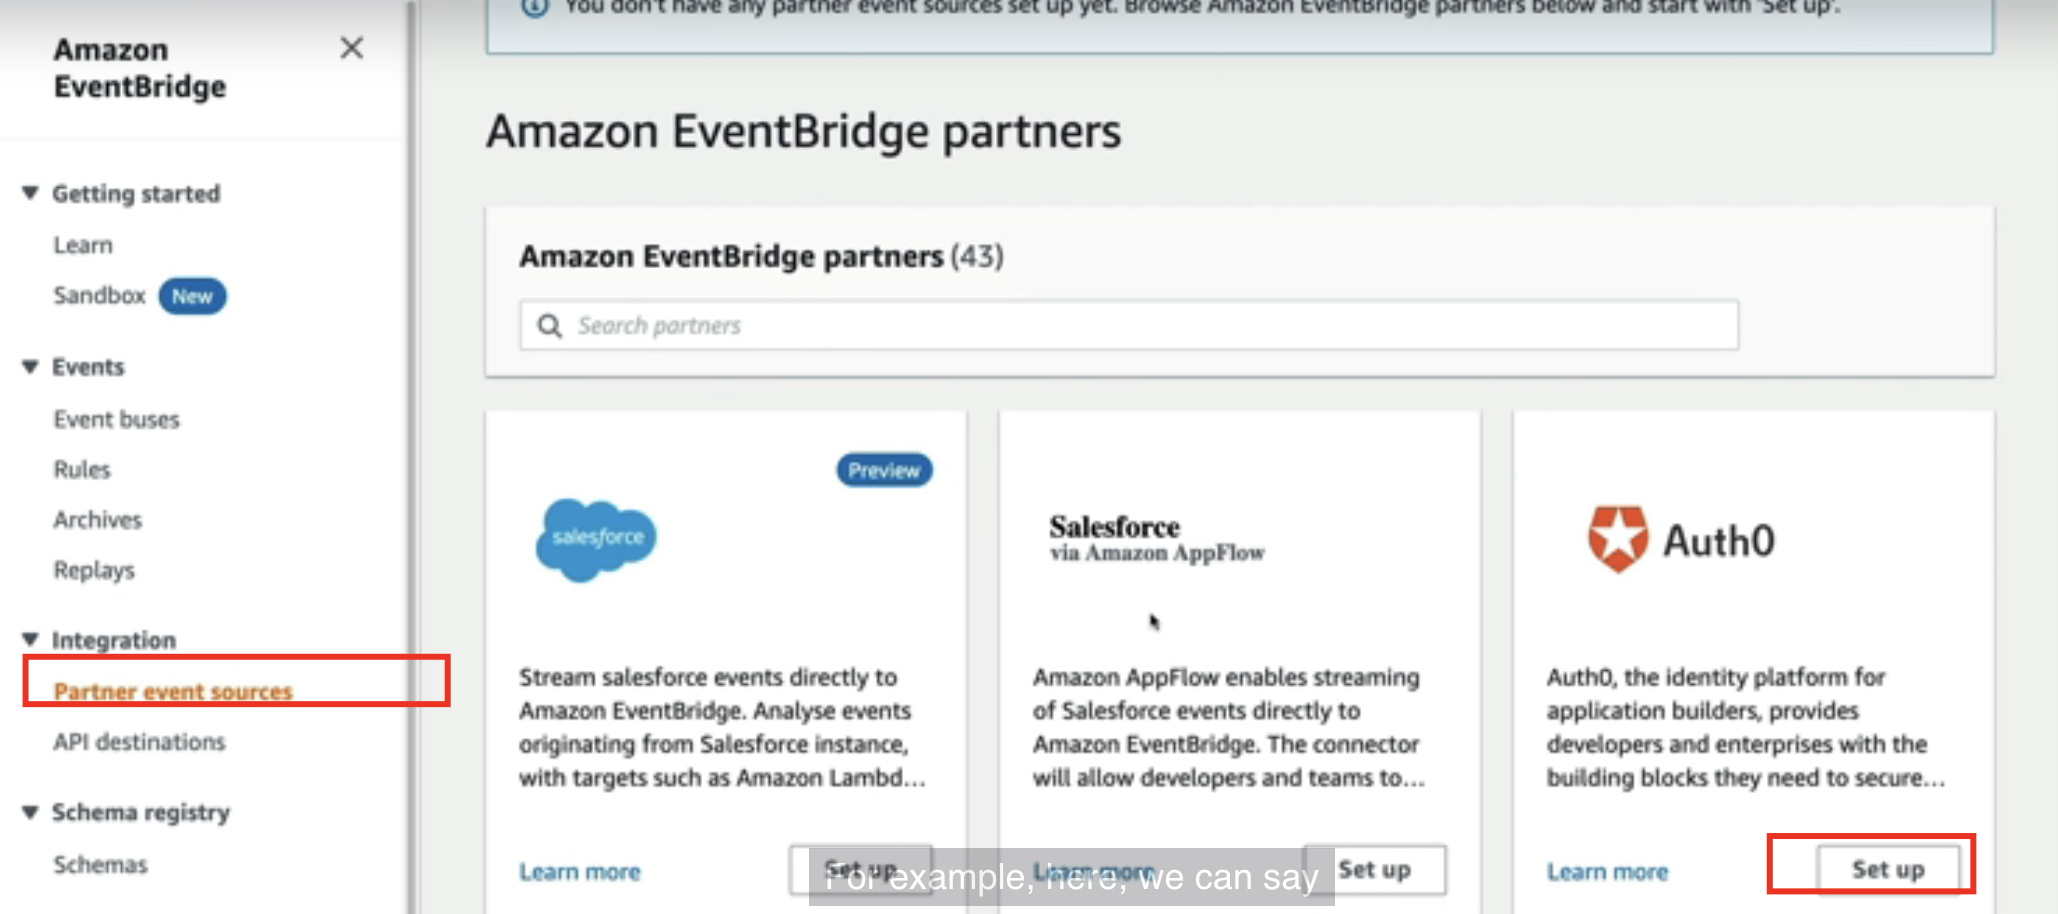 You don't have any partner event sources set up yet. Browse Amazon EventBridge partners below and start with 'Set up'.
Amazon
EventBridge
Getting started
Learn
Sandbox New
Events
Event buses
Rules
Archives
Replays
Integration
Partner event sources
API destinations
Schema registry
Schemas
Amazon EventBridge partners
Amazon EventBridge partners (43)
Search partners
Preview
salesforce
Stream salesforce events directly to
Amazon EventBridge. Analyse events
originating from Salesforce instance,
with targets such as Amazon Lambd...
Learn more Set up
Salesforce
via Amazon AppFlow
Amazon AppFlow enables streaming
of Salesforce events directly to
Amazon EventBridge. The connector
will allow developers and teams to...
Learn more Set up
Auth0
Auth0, the identity platform for
application builders, provides
developers and enterprises with the
building blocks they need to secure...
Learn more Set up
For example, here, we can say